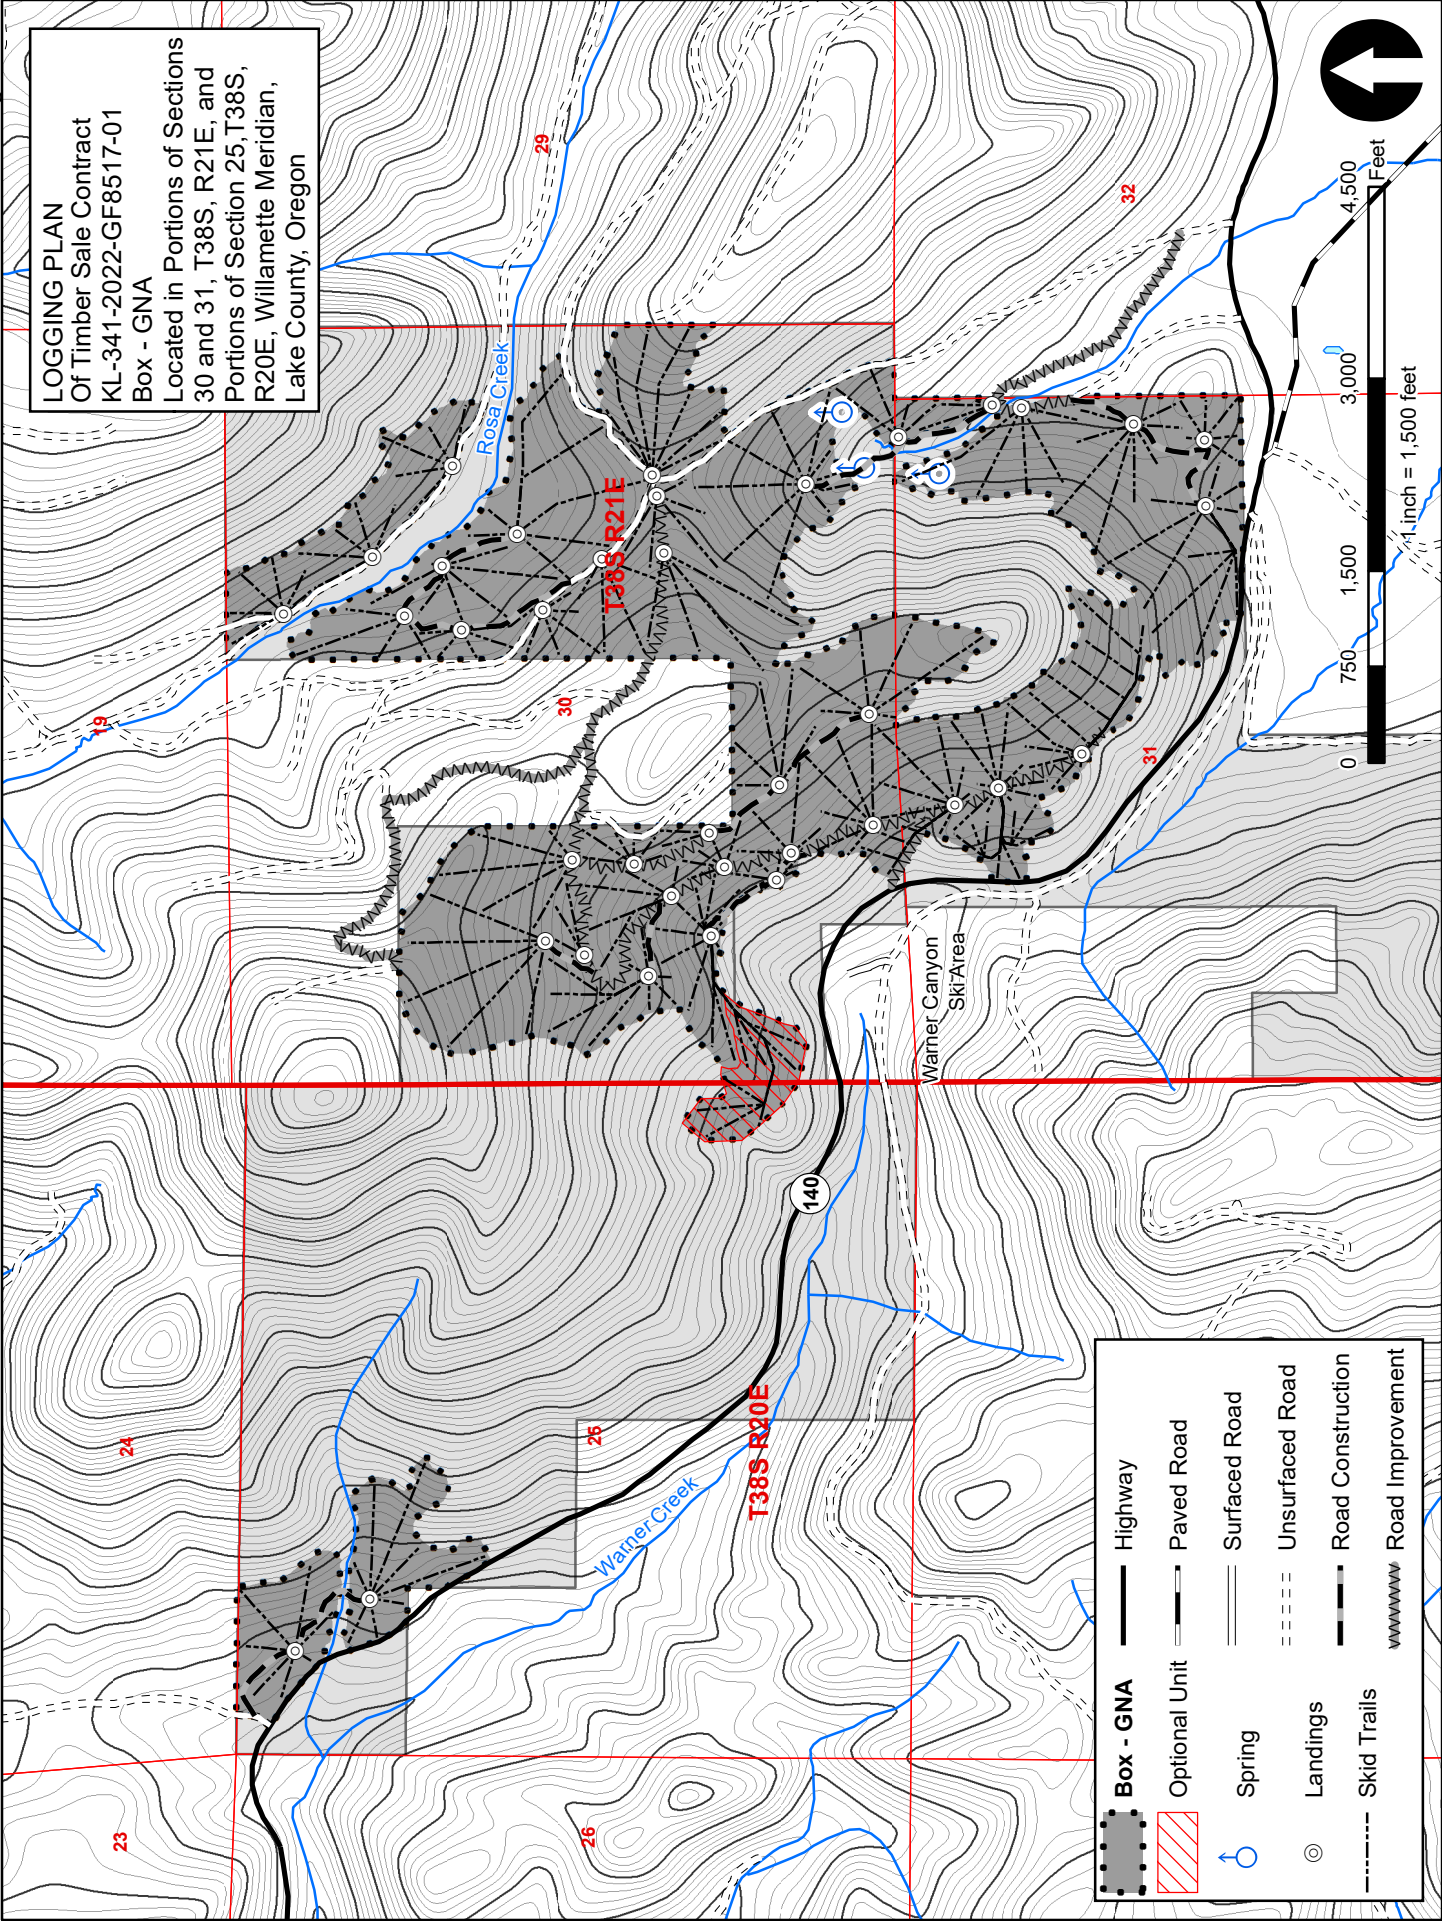 LOGGING PLAN
Of Timber Sale Contract
KL-341-2022-GF8517-01
Box - GNA
Located in Portions of Sections
30 and 31, T38S, R21E, and
Portions of Section 25,T38S,
R20E, Willamette Meridian,
Lake County, Oregon
23
24
19
29
Rosa Creek
T38S R21E
30
26
25
Warner Creek
T38S R20E
140
Warner Canyon
Ski Area
31
32
Box - GNA
Optional Unit
Spring
Landings
Skid Trails
Highway
Paved Road
Surfaced Road
Unsurfaced Road
Road Construction
Road Improvement
0
750
1,500
3,000
4,500
Feet
1 inch = 1,500 feet